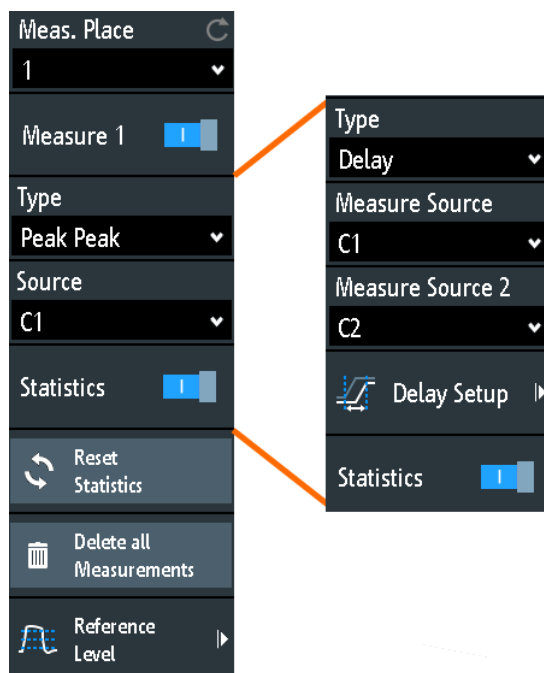 Meas. Place
1
Measure 1
Type
Peak Peak
Source
C1
Statistics
Reset
Statistics
Delete all
Measurements
Reference
Level
Type
Delay
Measure Source
C1
Measure Source 2
C2
Delay Setup
Statistics